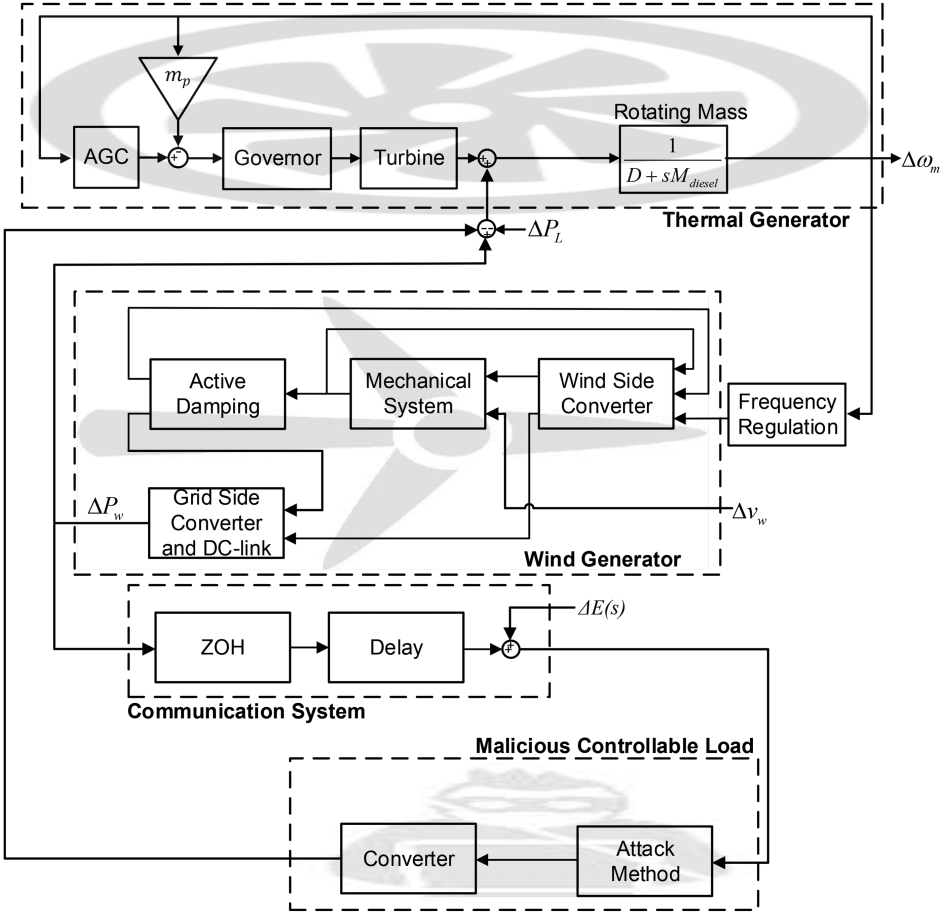 m_p
AGC
+
−
Governor
Turbine
+
+
Rotating Mass
1
D + sM_diesel
Δω_m
Thermal Generator
−
−
+
ΔP_L
Active
Damping
Mechanical
System
Wind Side
Converter
Frequency
Regulation
ΔP_w
Grid Side
Converter
and DC-link
Δv_w
Wind Generator
ΔE(s)
ZOH
Delay
+
+
Communication System
Malicious Controllable Load
Converter
Attack
Method